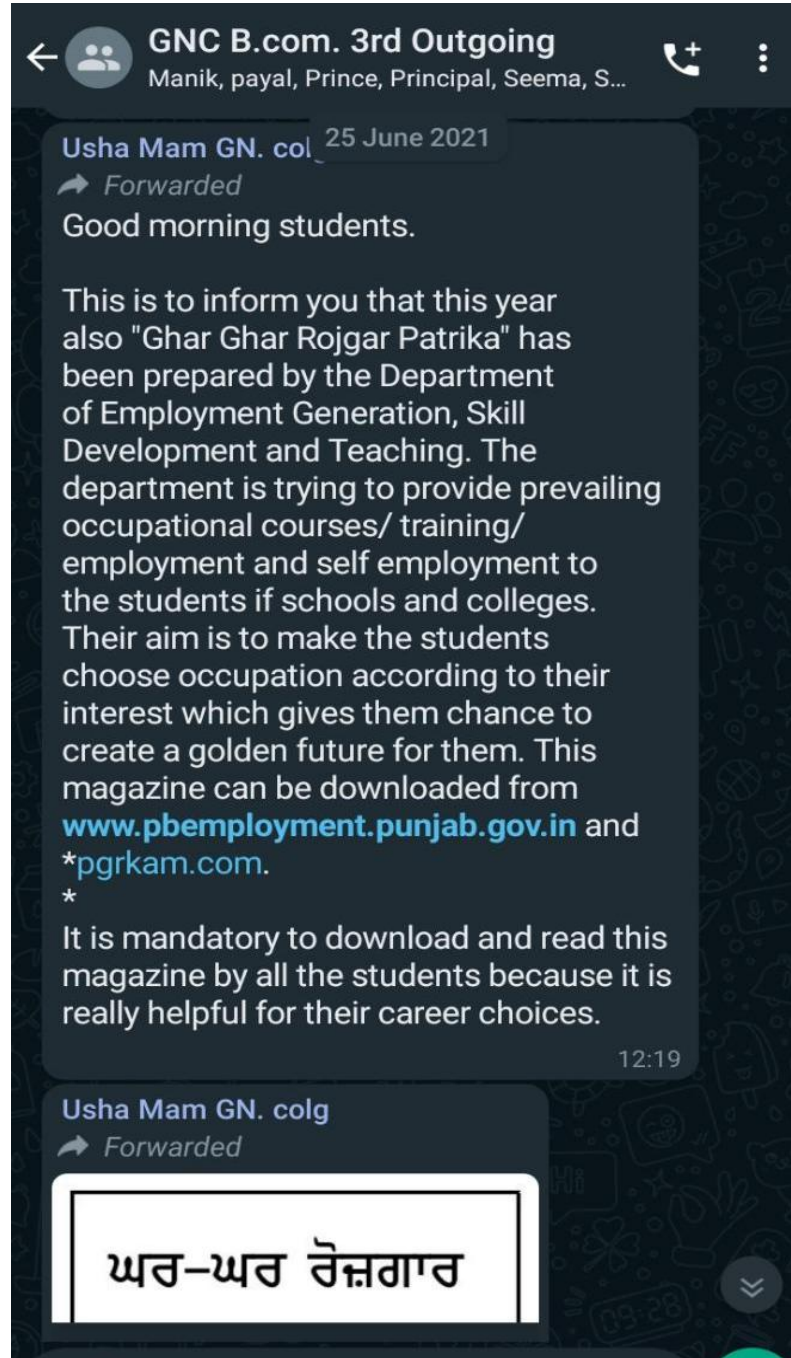 GNC B.com. 3rd Outgoing
Manik, payal, Prince, Principal, Seema, S...
25 June 2021
Usha Mam GN. col
Forwarded
Good morning students.
This is to inform you that this year
also "Ghar Ghar Rojgar Patrika" has
been prepared by the Department
of Employment Generation, Skill
Development and Teaching. The
department is trying to provide prevailing
occupational courses/ training/
employment and self employment to
the students if schools and colleges.
Their aim is to make the students
choose occupation according to their
interest which gives them chance to
create a golden future for them. This
magazine can be downloaded from
www.pbemployment.punjab.gov.in and
*pgrkam.com.
*
It is mandatory to download and read this
magazine by all the students because it is
really helpful for their career choices.
12:19
Usha Mam GN. colg
Forwarded
ਘਰ-ਘਰ ਰੋਜ਼ਗਾਰ